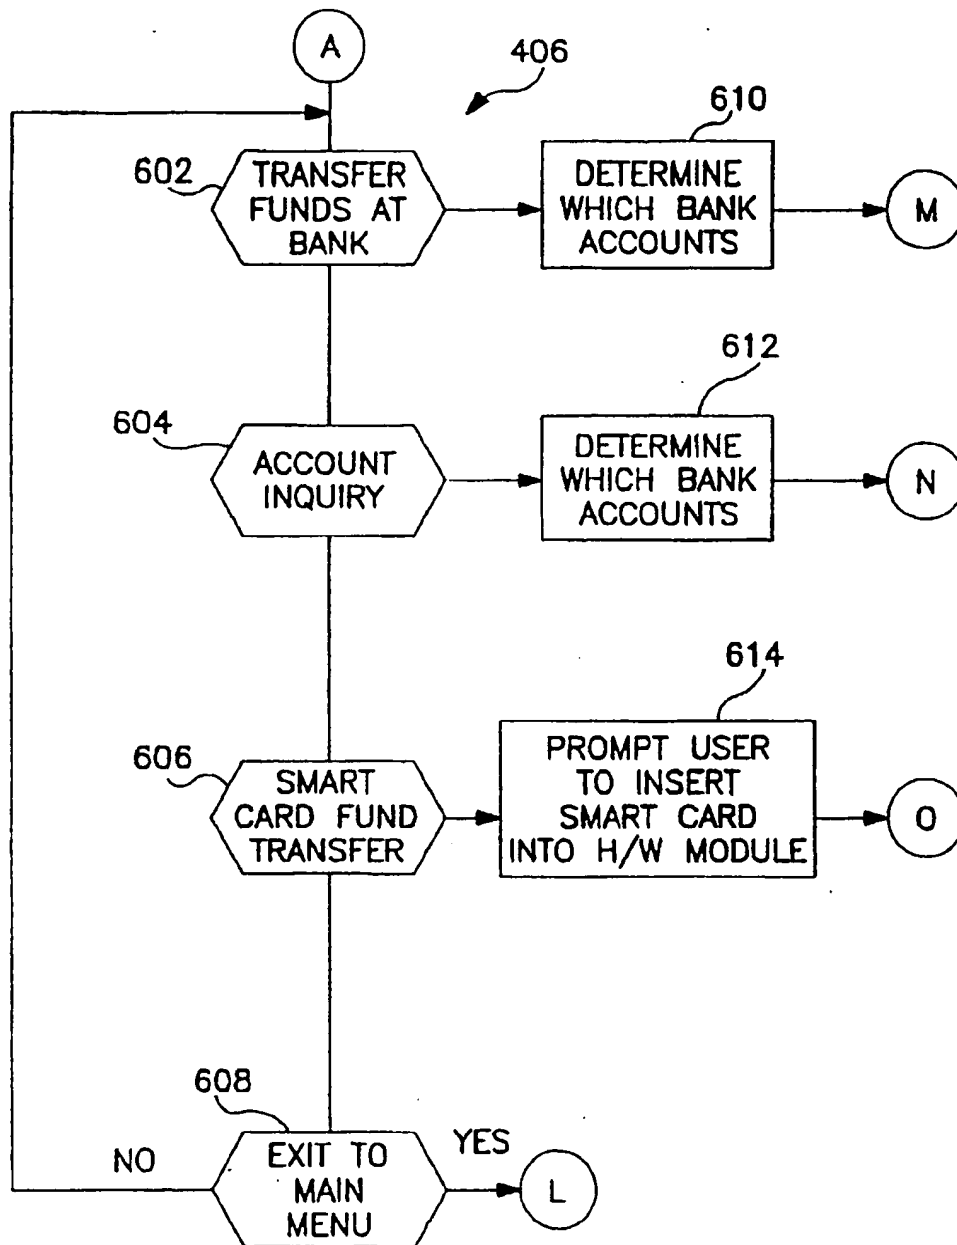 A
406
610
602
TRANSFER
FUNDS AT
BANK
DETERMINE
WHICH BANK
ACCOUNTS
M
612
604
ACCOUNT
INQUIRY
DETERMINE
WHICH BANK
ACCOUNTS
N
614
606
SMART
CARD FUND
TRANSFER
PROMPT USER
TO INSERT
SMART CARD
INTO H/W MODULE
O
608
NO
EXIT TO
MAIN
MENU
YES
L